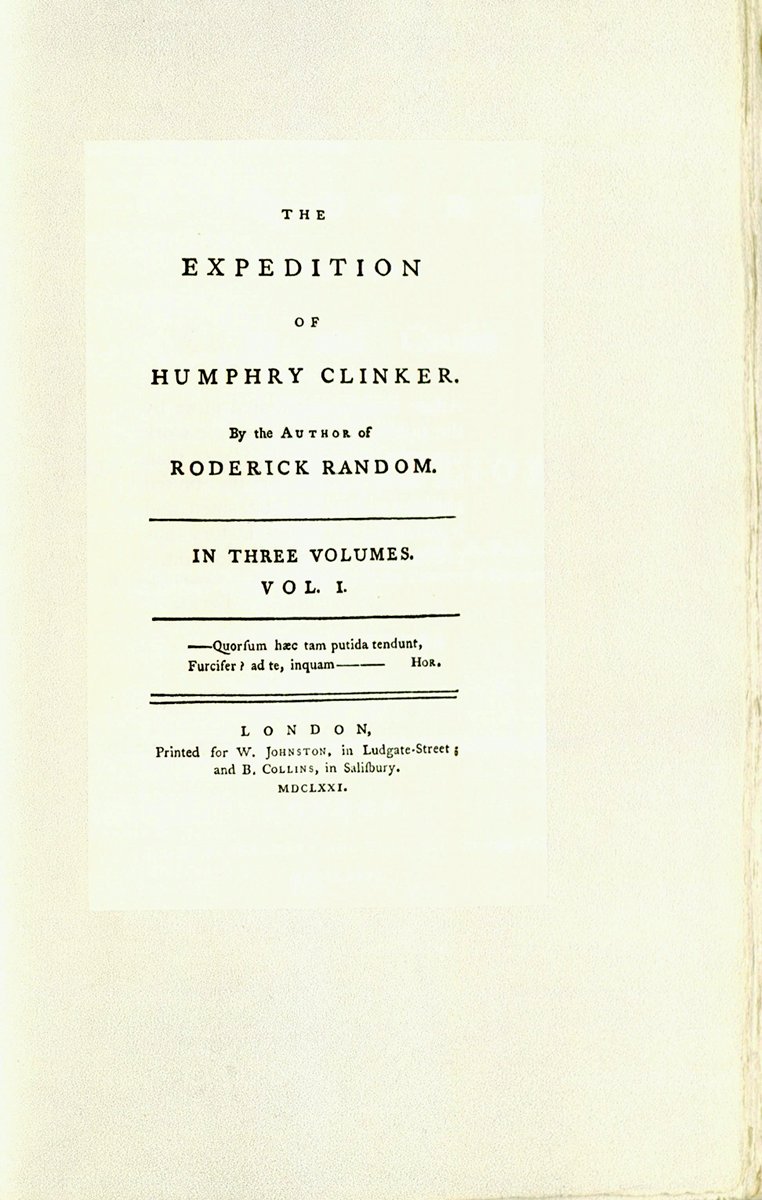 THE
EXPEDITION
OF
HUMPHRY CLINKER.
By the AUTHOR of
RODERICK RANDOM.
IN THREE VOLUMES.
VOL. I.
——Quorſum hæc tam putida tendunt,
Furcifer? ad te, inquam——— HOR.
LONDON,
Printed for W. JOHNSTON, in Ludgate-Street;
and B. COLLINS, in Saliſbury.
MDCLXXI.